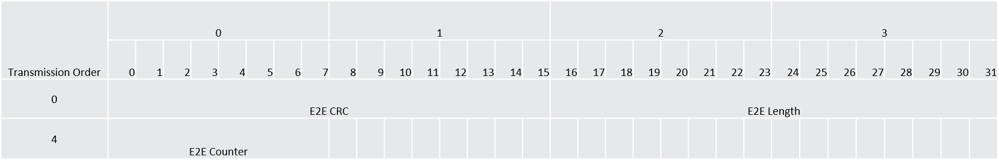 0 1 2 3
Transmission Order 0 1 2 3 4 5 6 7 8 9 10 11 12 13 14 15 16 17 18 19 20 21 22 23 24 25 26 27 28 29 30 31
0
E2E CRC E2E Length
4
E2E Counter